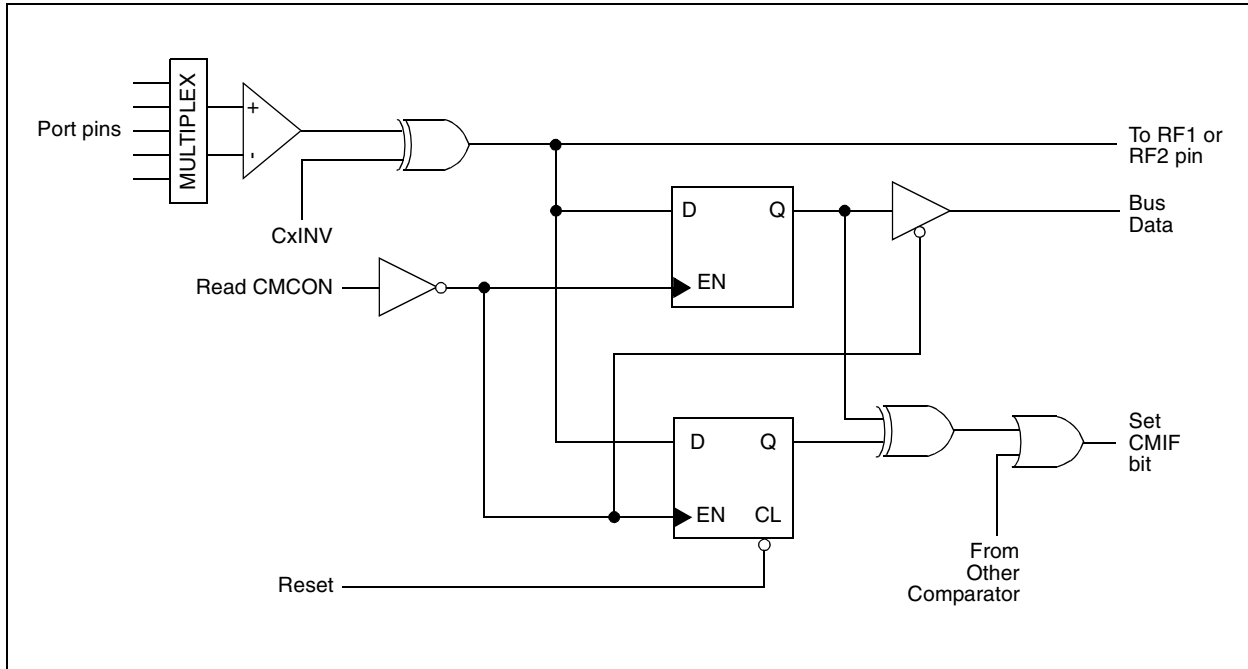 MULTIPLEX
+
-
Port pins
CxINV
To RF1 or
RF2 pin
D
Q
EN
Bus
Data
Read CMCON
D
Q
EN
CL
Set
CMIF
bit
From
Other
Comparator
Reset